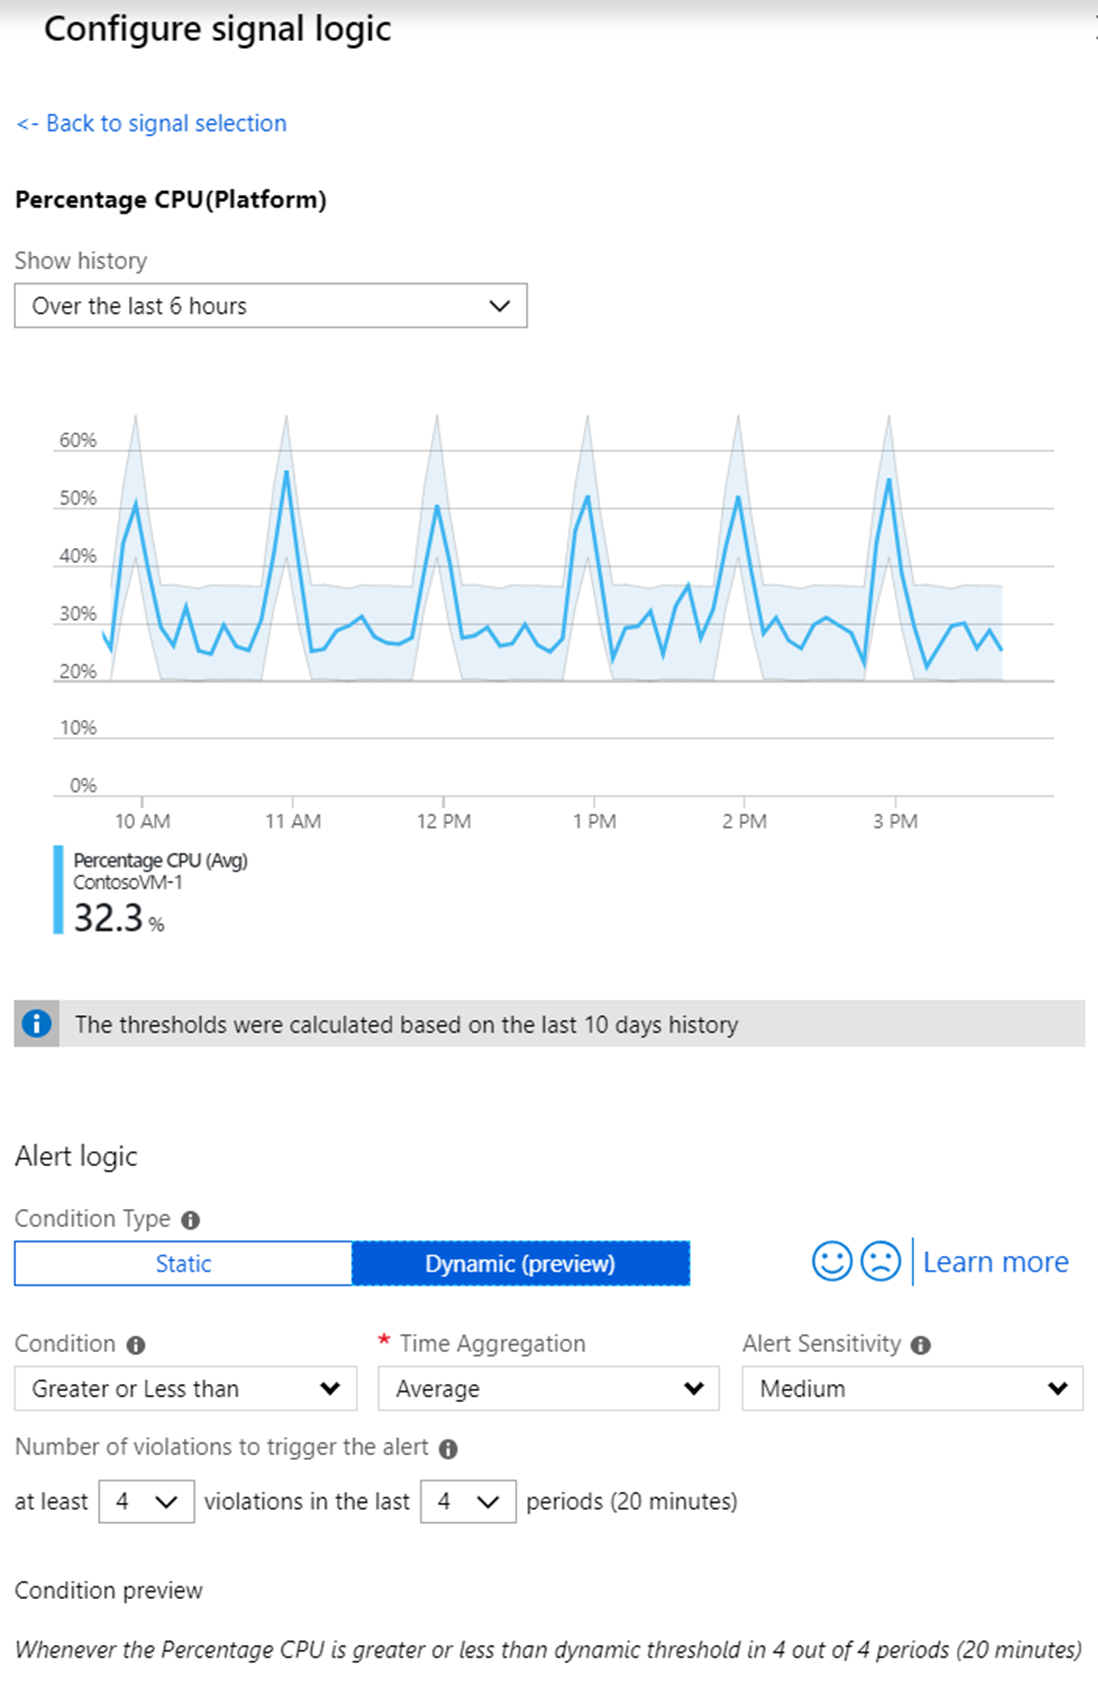 Configure signal logic
<- Back to signal selection
Percentage CPU(Platform)
Show history
Over the last 6 hours
60%
50%
40%
30%
20%
10%
0%
10 AM 11 AM 12 PM 1 PM 2 PM 3 PM
Percentage CPU (Avg)
ContosoVM-1
32.3 %
The thresholds were calculated based on the last 10 days history
Alert logic
Condition Type
Static Dynamic (preview) Learn more
Condition * Time Aggregation Alert Sensitivity
Greater or Less than Average Medium
Number of violations to trigger the alert
at least 4 violations in the last 4 periods (20 minutes)
Condition preview
Whenever the Percentage CPU is greater or less than dynamic threshold in 4 out of 4 periods (20 minutes)